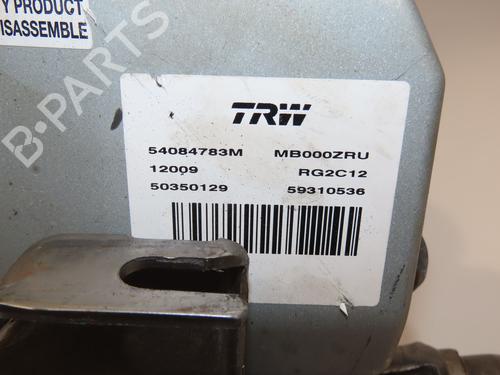 Y PRODUCT
ISASSEMBLE
TRW
54084783M MB000ZRU
12009 RG2C12
50350129 59310536
B-PARTS